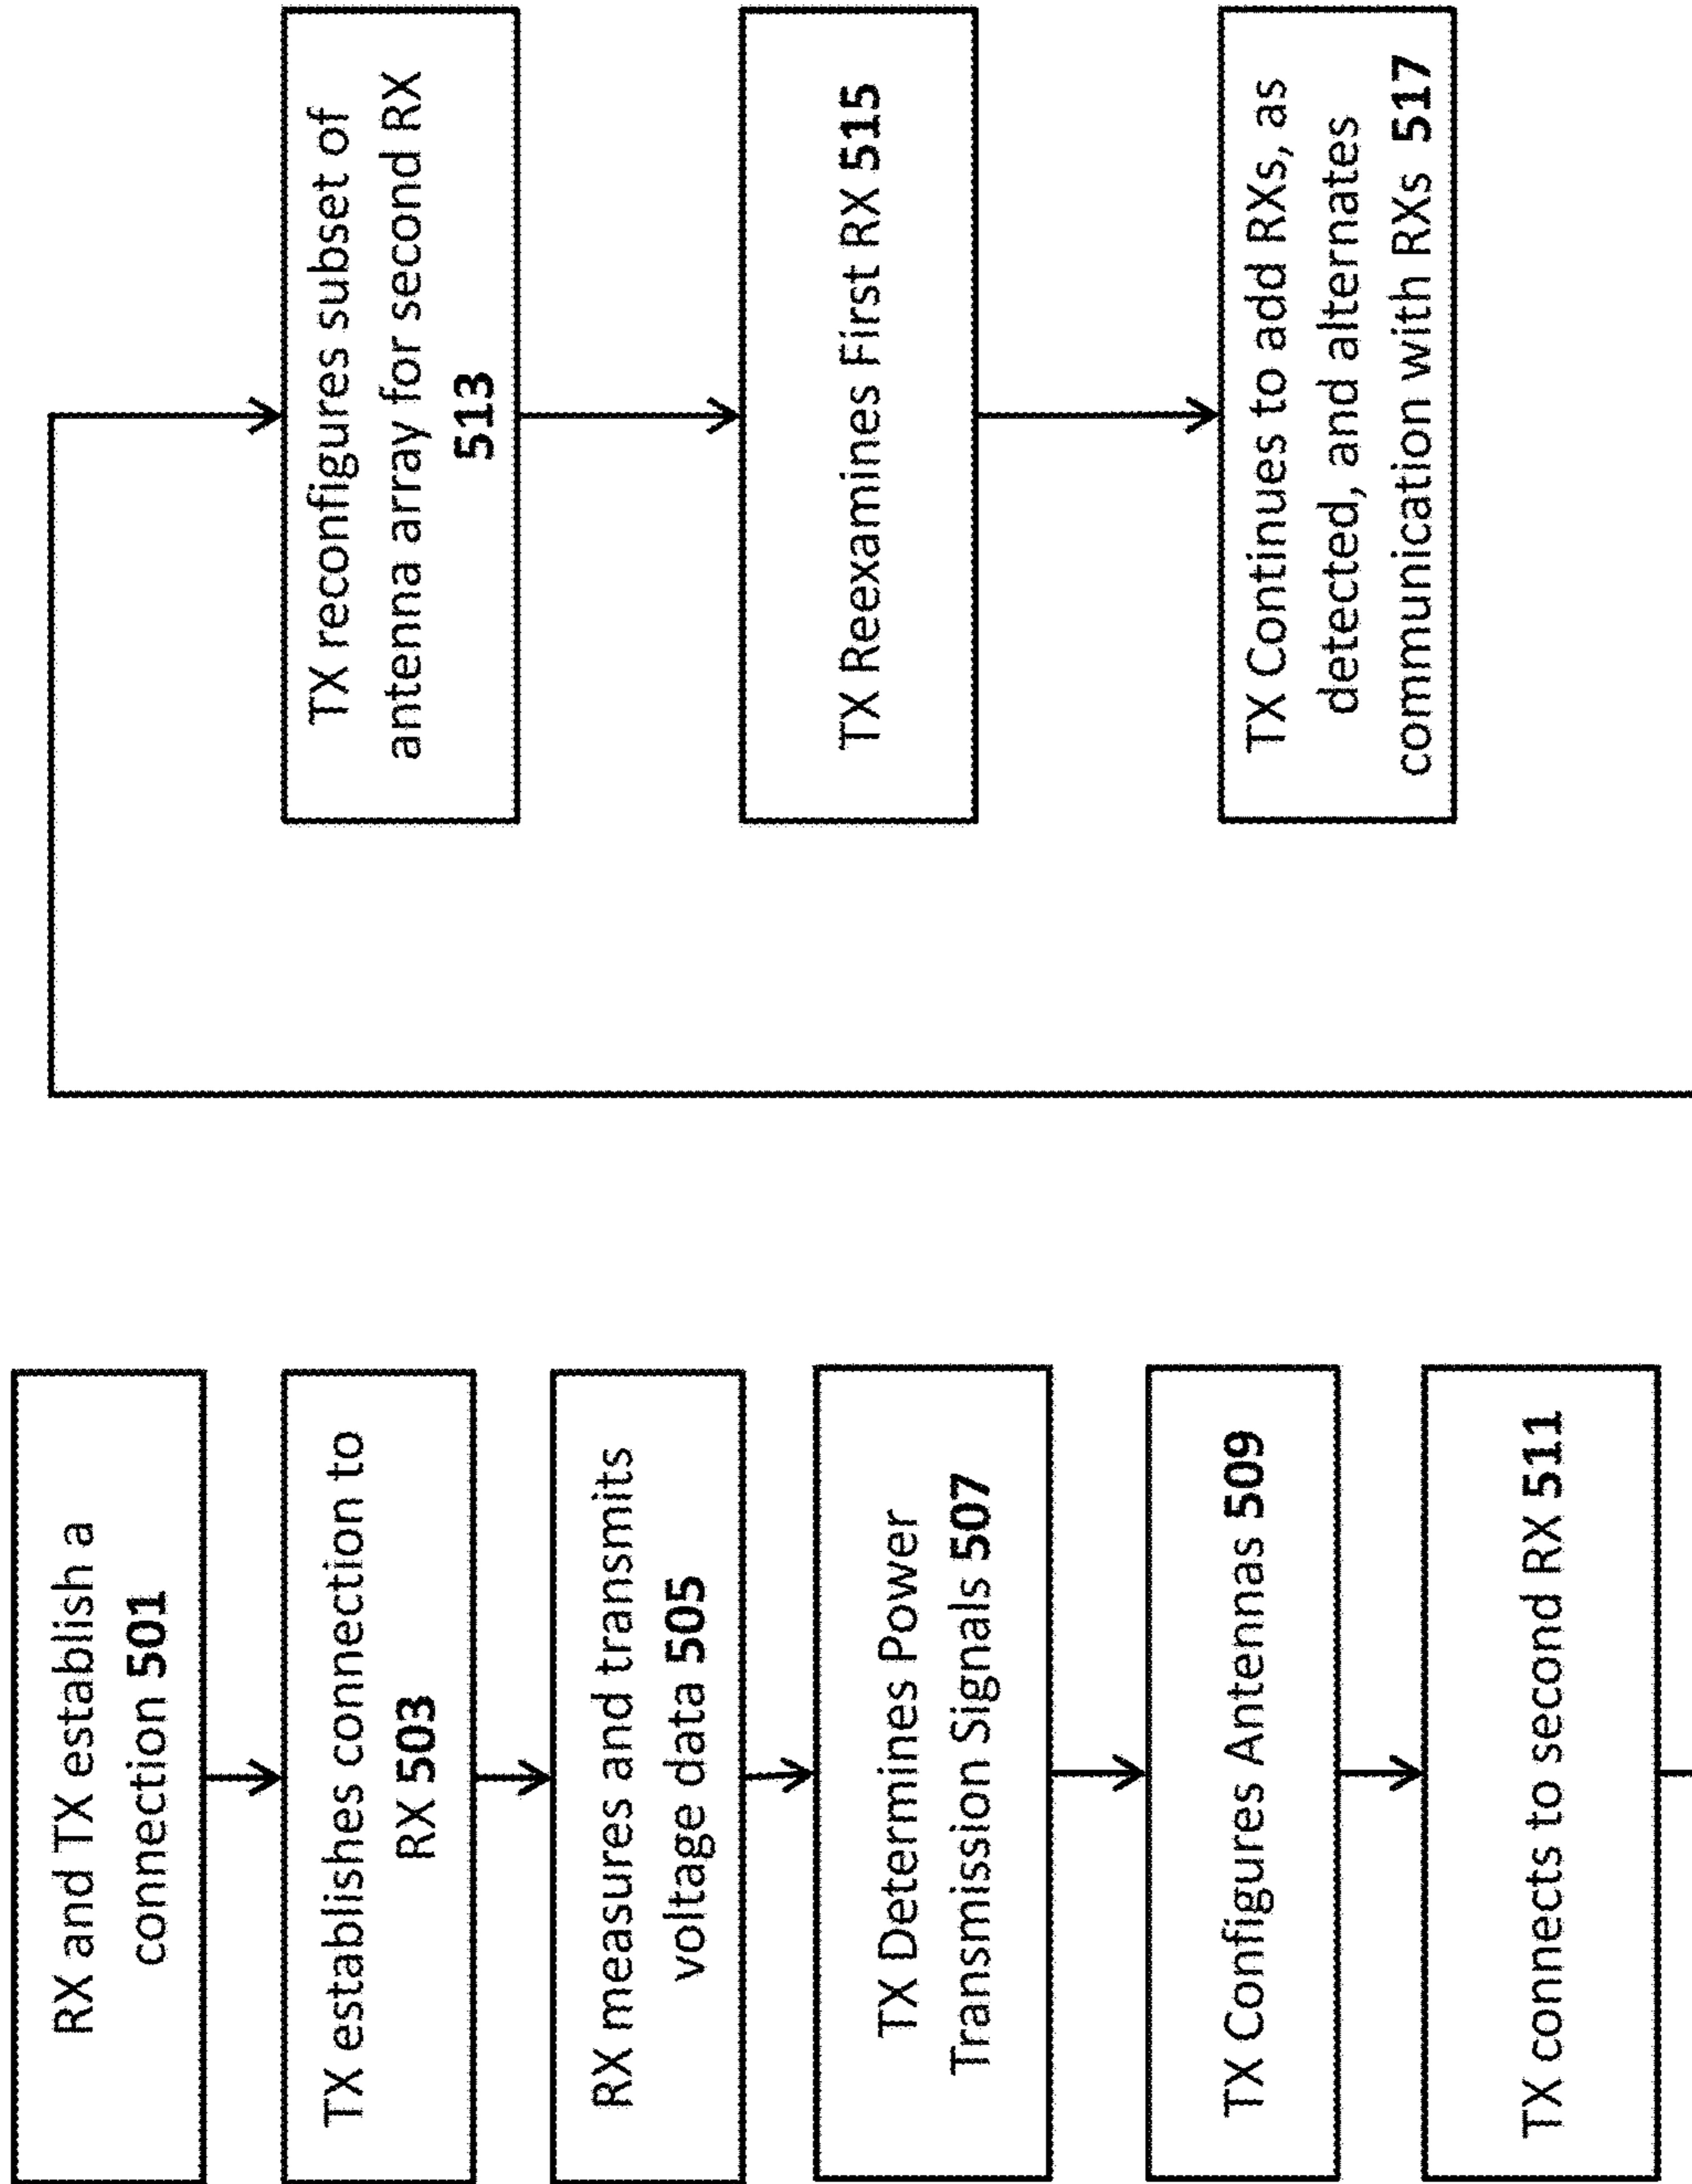 RX and TX establish a
connection 501
TX establishes connection to
RX 503
RX measures and transmits
voltage data 505
TX Determines Power
Transmission Signals 507
TX Configures Antennas 509
TX connects to second RX 511
TX reconfigures subset of
antenna array for second RX
513
TX Reexamines First RX 515
TX Continues to add RXs, as
detected, and alternates
communication with RXs 517